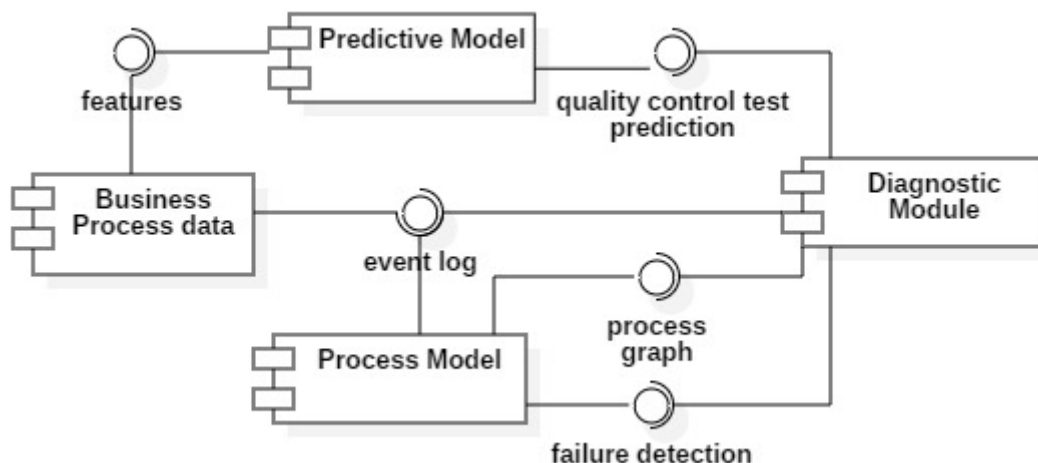 Predictive Model
features
quality control test
prediction
Business
Process data
Diagnostic
Module
event log
process
graph
Process Model
failure detection